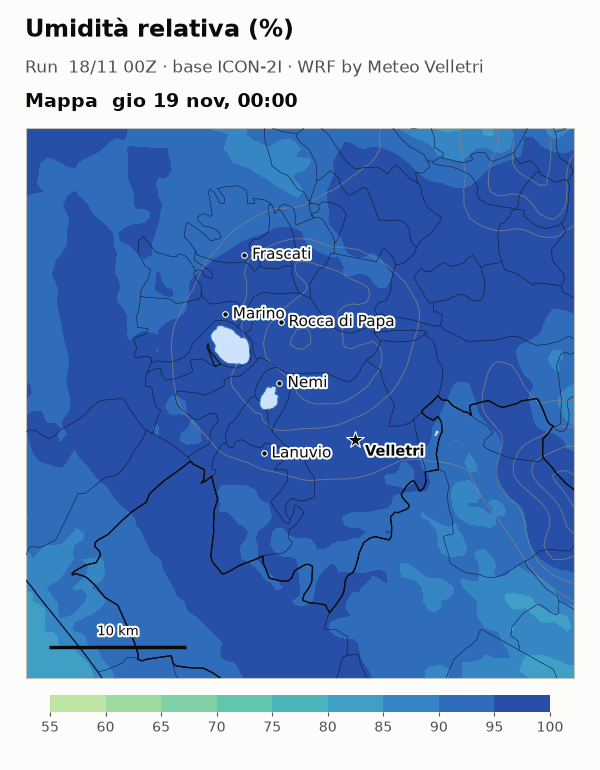 Umidità relativa (%)
Run  18/11 00Z · base ICON-2I · WRF by Meteo Velletri
Mappa  gio 19 nov, 00:00
Frascati
Marino
Rocca di Papa
Nemi
Lanuvio
Velletri
10 km
55 60 65 70 75 80 85 90 95 100